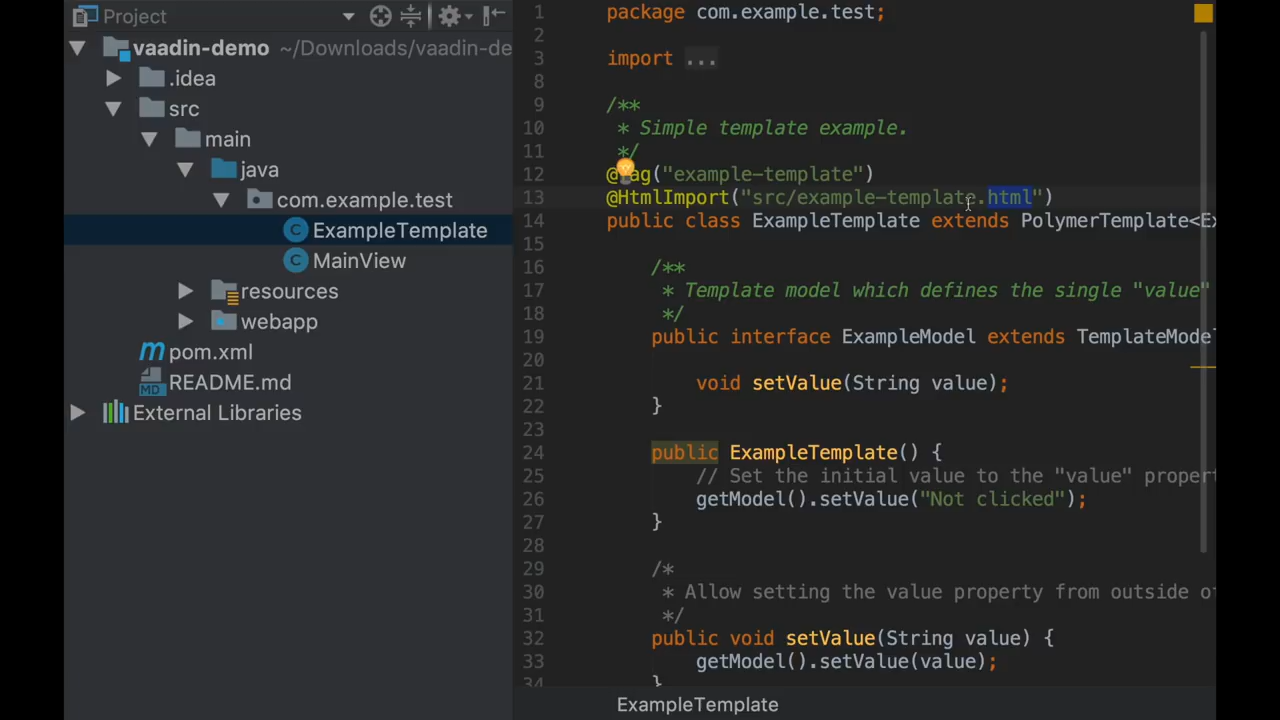 Project
vaadin-demo ~/Downloads/vaadin-de
.idea
src
main
java
com.example.test
ExampleTemplate
MainView
resources
webapp
pom.xml
MD README.md
External Libraries
1 package com.example.test;
2
3 import ...
8
9 /**
10 * Simple template example.
11 */
12 @Tag("example-template")
13 @HtmlImport("src/example-template.html")
14 public class ExampleTemplate extends PolymerTemplate<Ex
15
16 /**
17 * Template model which defines the single "value"
18 */
19 public interface ExampleModel extends TemplateMode
20
21 void setValue(String value);
22 }
23
24 public ExampleTemplate() {
25 // Set the initial value to the "value" propert
26 getModel().setValue("Not clicked");
27 }
28
29 /*
30 * Allow setting the value property from outside o
31 */
32 public void setValue(String value) {
33 getModel().setValue(value);
34 }
ExampleTemplate